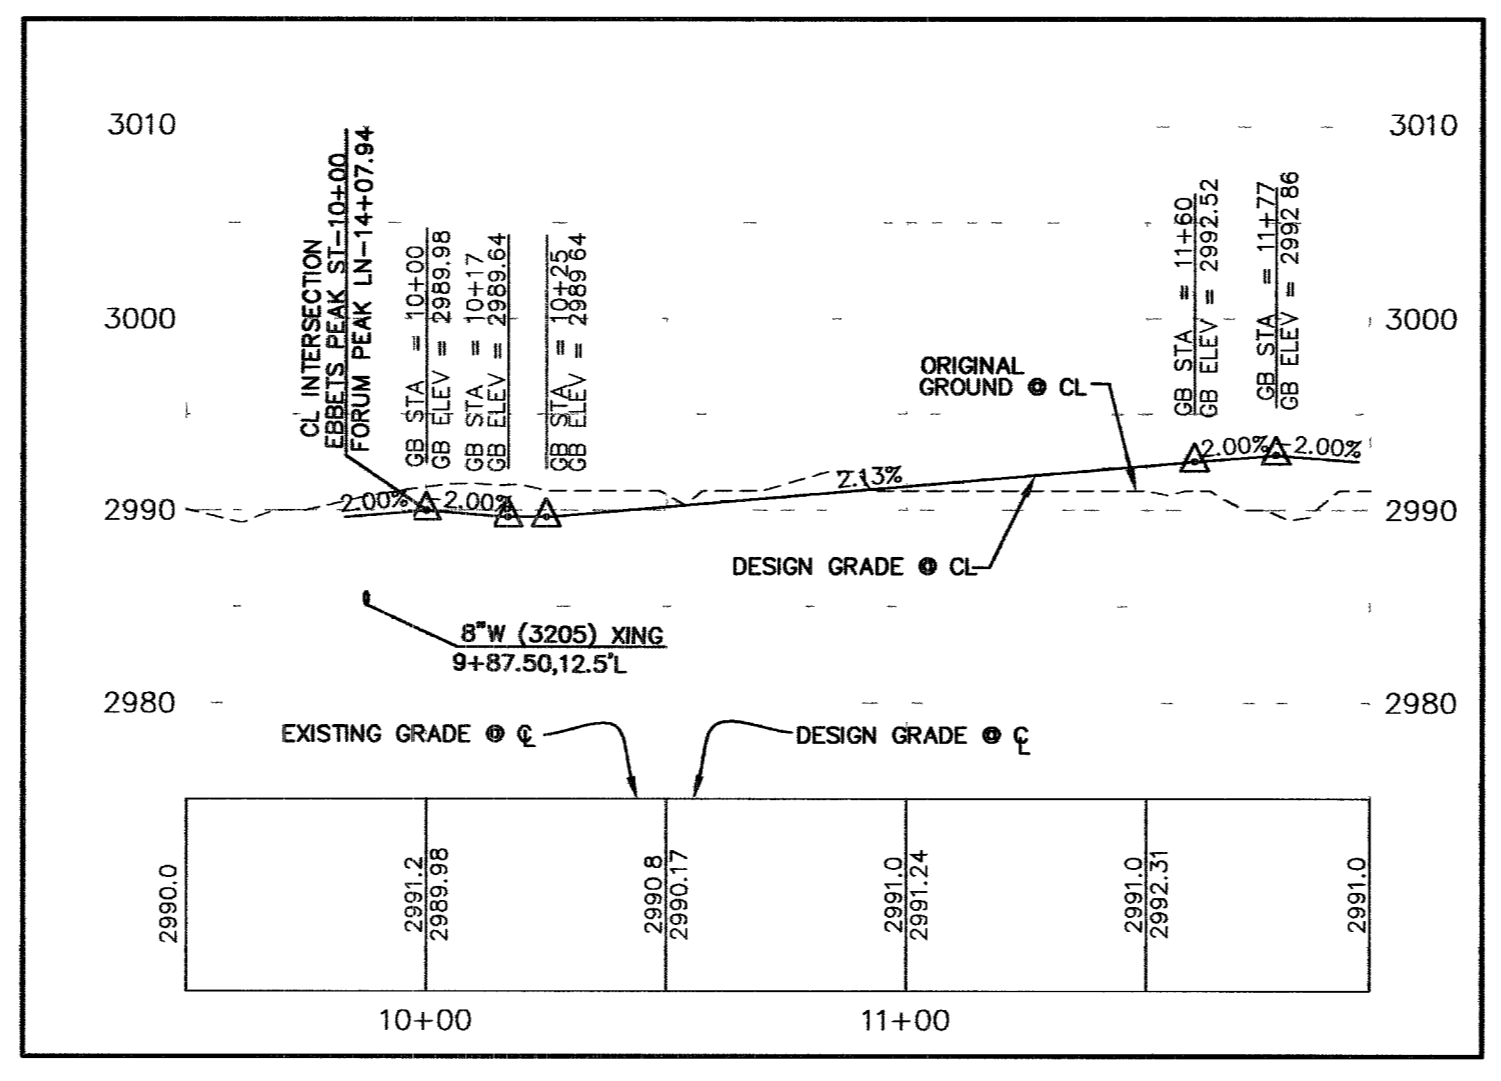 3010
3010
CL INTERSECTION
EBBETS PEAK ST-10+00
FORUM PEAK LN-14+07.94
GB STA = 10+00
GB ELEV = 2989.98
GB STA = 10+17
GB ELEV = 2989.64
GB STA = 10+25
GB ELEV = 2989.64
GB STA = 11+60
GB ELEV = 2992.52
GB STA = 11+77
GB ELEV = 2992.86
3000
3000
ORIGINAL
GROUND @ CL
2.00%
2.00%
2.13%
2.00%
2.00%
2990
2990
DESIGN GRADE @ CL
8"W (3205) XING
9+87.50,12.5'L
2980
2980
EXISTING GRADE @ CL
DESIGN GRADE @ CL
2990.0
2991.2
2989.98
2990.8
2990.17
2991.0
2991.24
2991.0
2992.31
2991.0
10+00
11+00